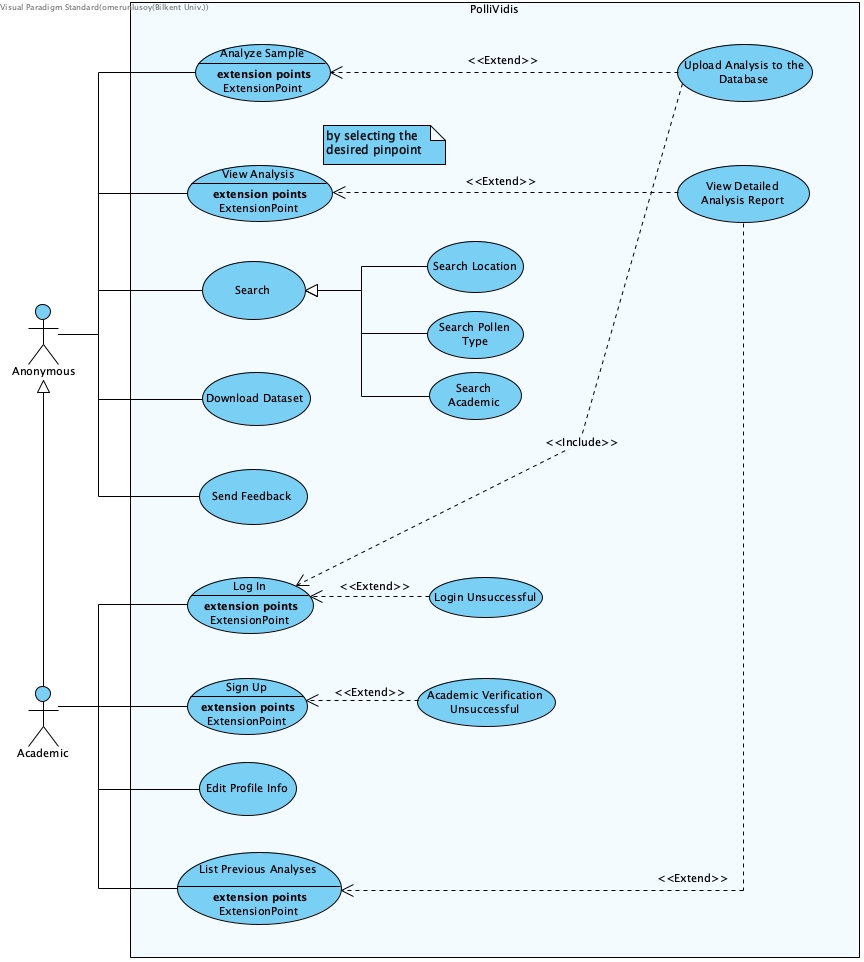 Visual Paradigm Standard(omerunlusoy(Bilkent Univ.))
PolliVidis
Analyze Sample
extension points
ExtensionPoint
<<Extend>>
Upload Analysis to the
Database
by selecting the
desired pinpoint
View Analysis
extension points
ExtensionPoint
<<Extend>>
View Detailed
Analysis Report
Search
Search Location
Search Pollen
Type
Search
Academic
Anonymous
Download Dataset
<<Include>>
Send Feedback
Log In
extension points
ExtensionPoint
<<Extend>>
Login Unsuccessful
Sign Up
extension points
ExtensionPoint
<<Extend>>
Academic Verification
Unsuccessful
Academic
Edit Profile Info
List Previous Analyses
extension points
ExtensionPoint
<<Extend>>